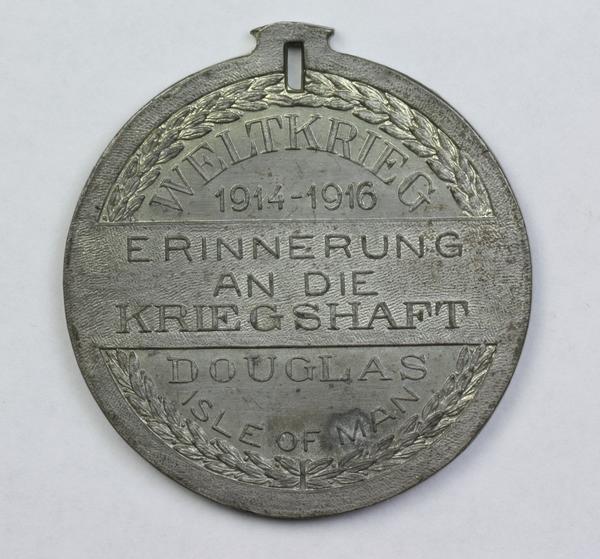 WELTKRIEG
1914-1916
ERINNERUNG
AN DIE
KRIEGSHAFT
DOUGLAS
ISLE OF MAN